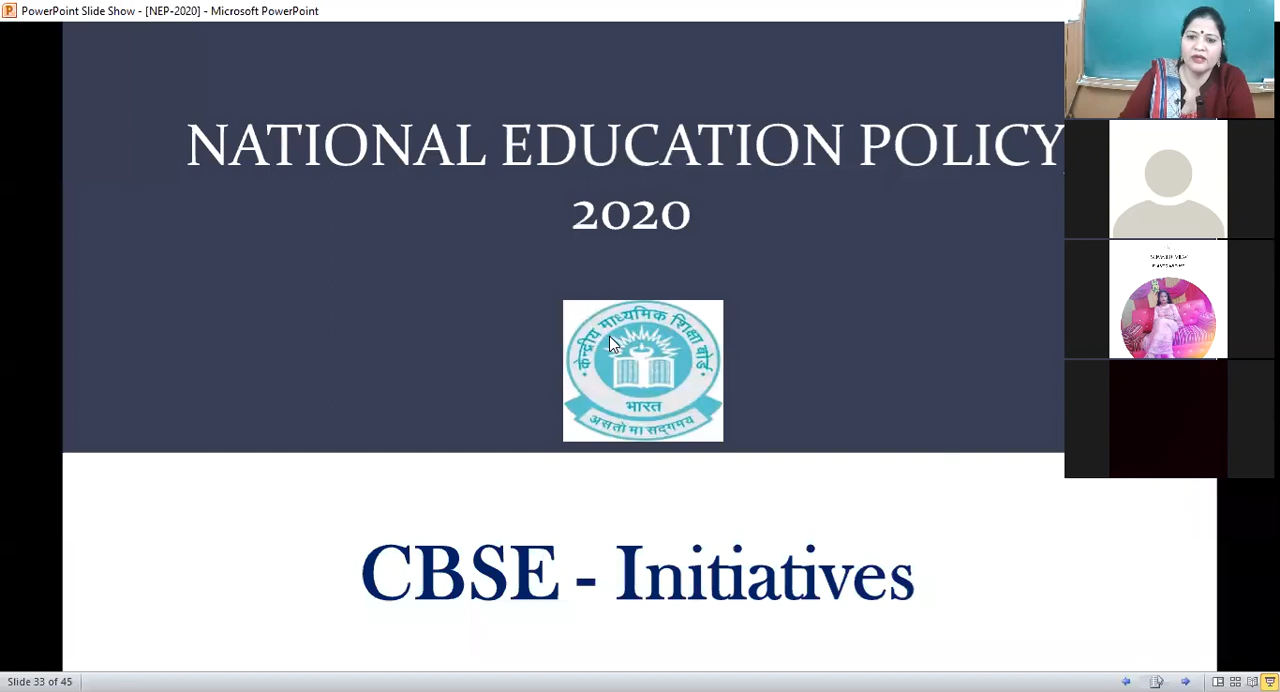 PowerPoint Slide Show - [NEP-2020] - Microsoft PowerPoint
NATIONAL EDUCATION POLICY
2020
केन्द्रीय माध्यमिक शिक्षा बोर्ड
भारत
असतो मा सद्गमय
CBSE - Initiatives
Slide 33 of 45